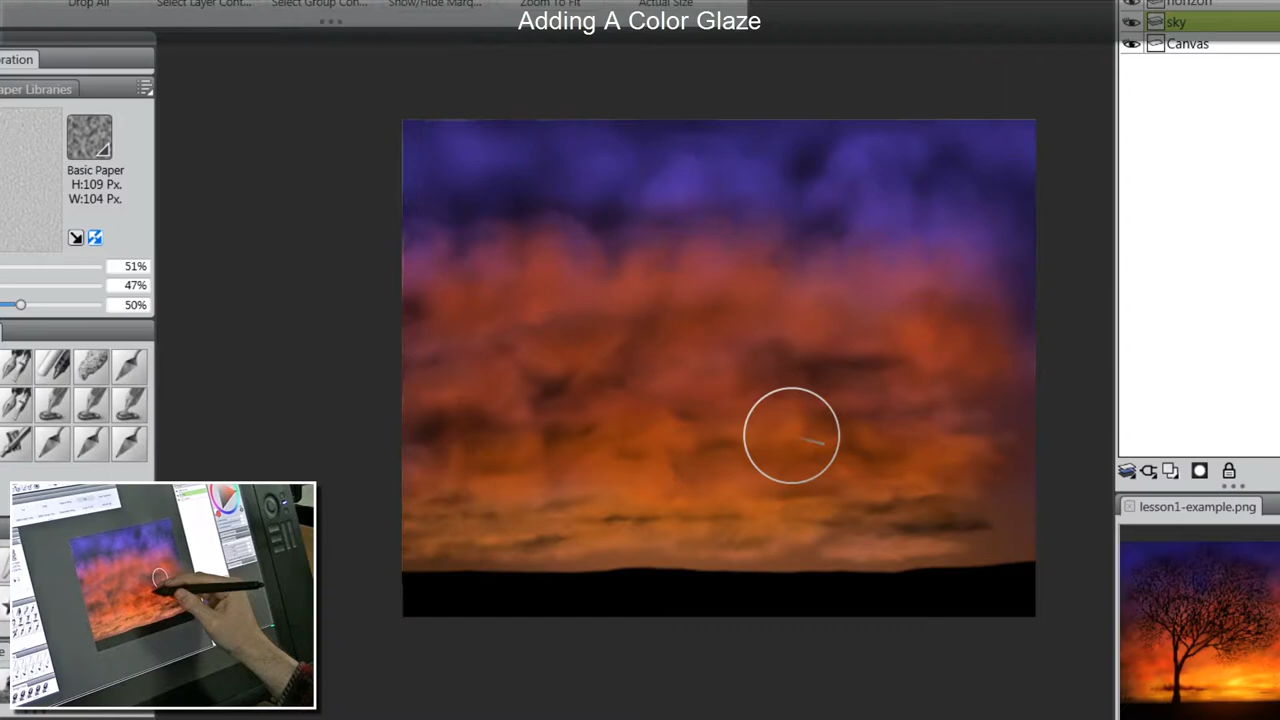 Drop All
Select Layer Cont...
Select Group Con...
Show/Hide Marq...
Zoom To Fit
Actual Size
Adding A Color Glaze
horizon
sky
Canvas
oration
aper Libraries
Basic Paper
H:109 Px.
W:104 Px.
51%
47%
50%
lesson1-example.png